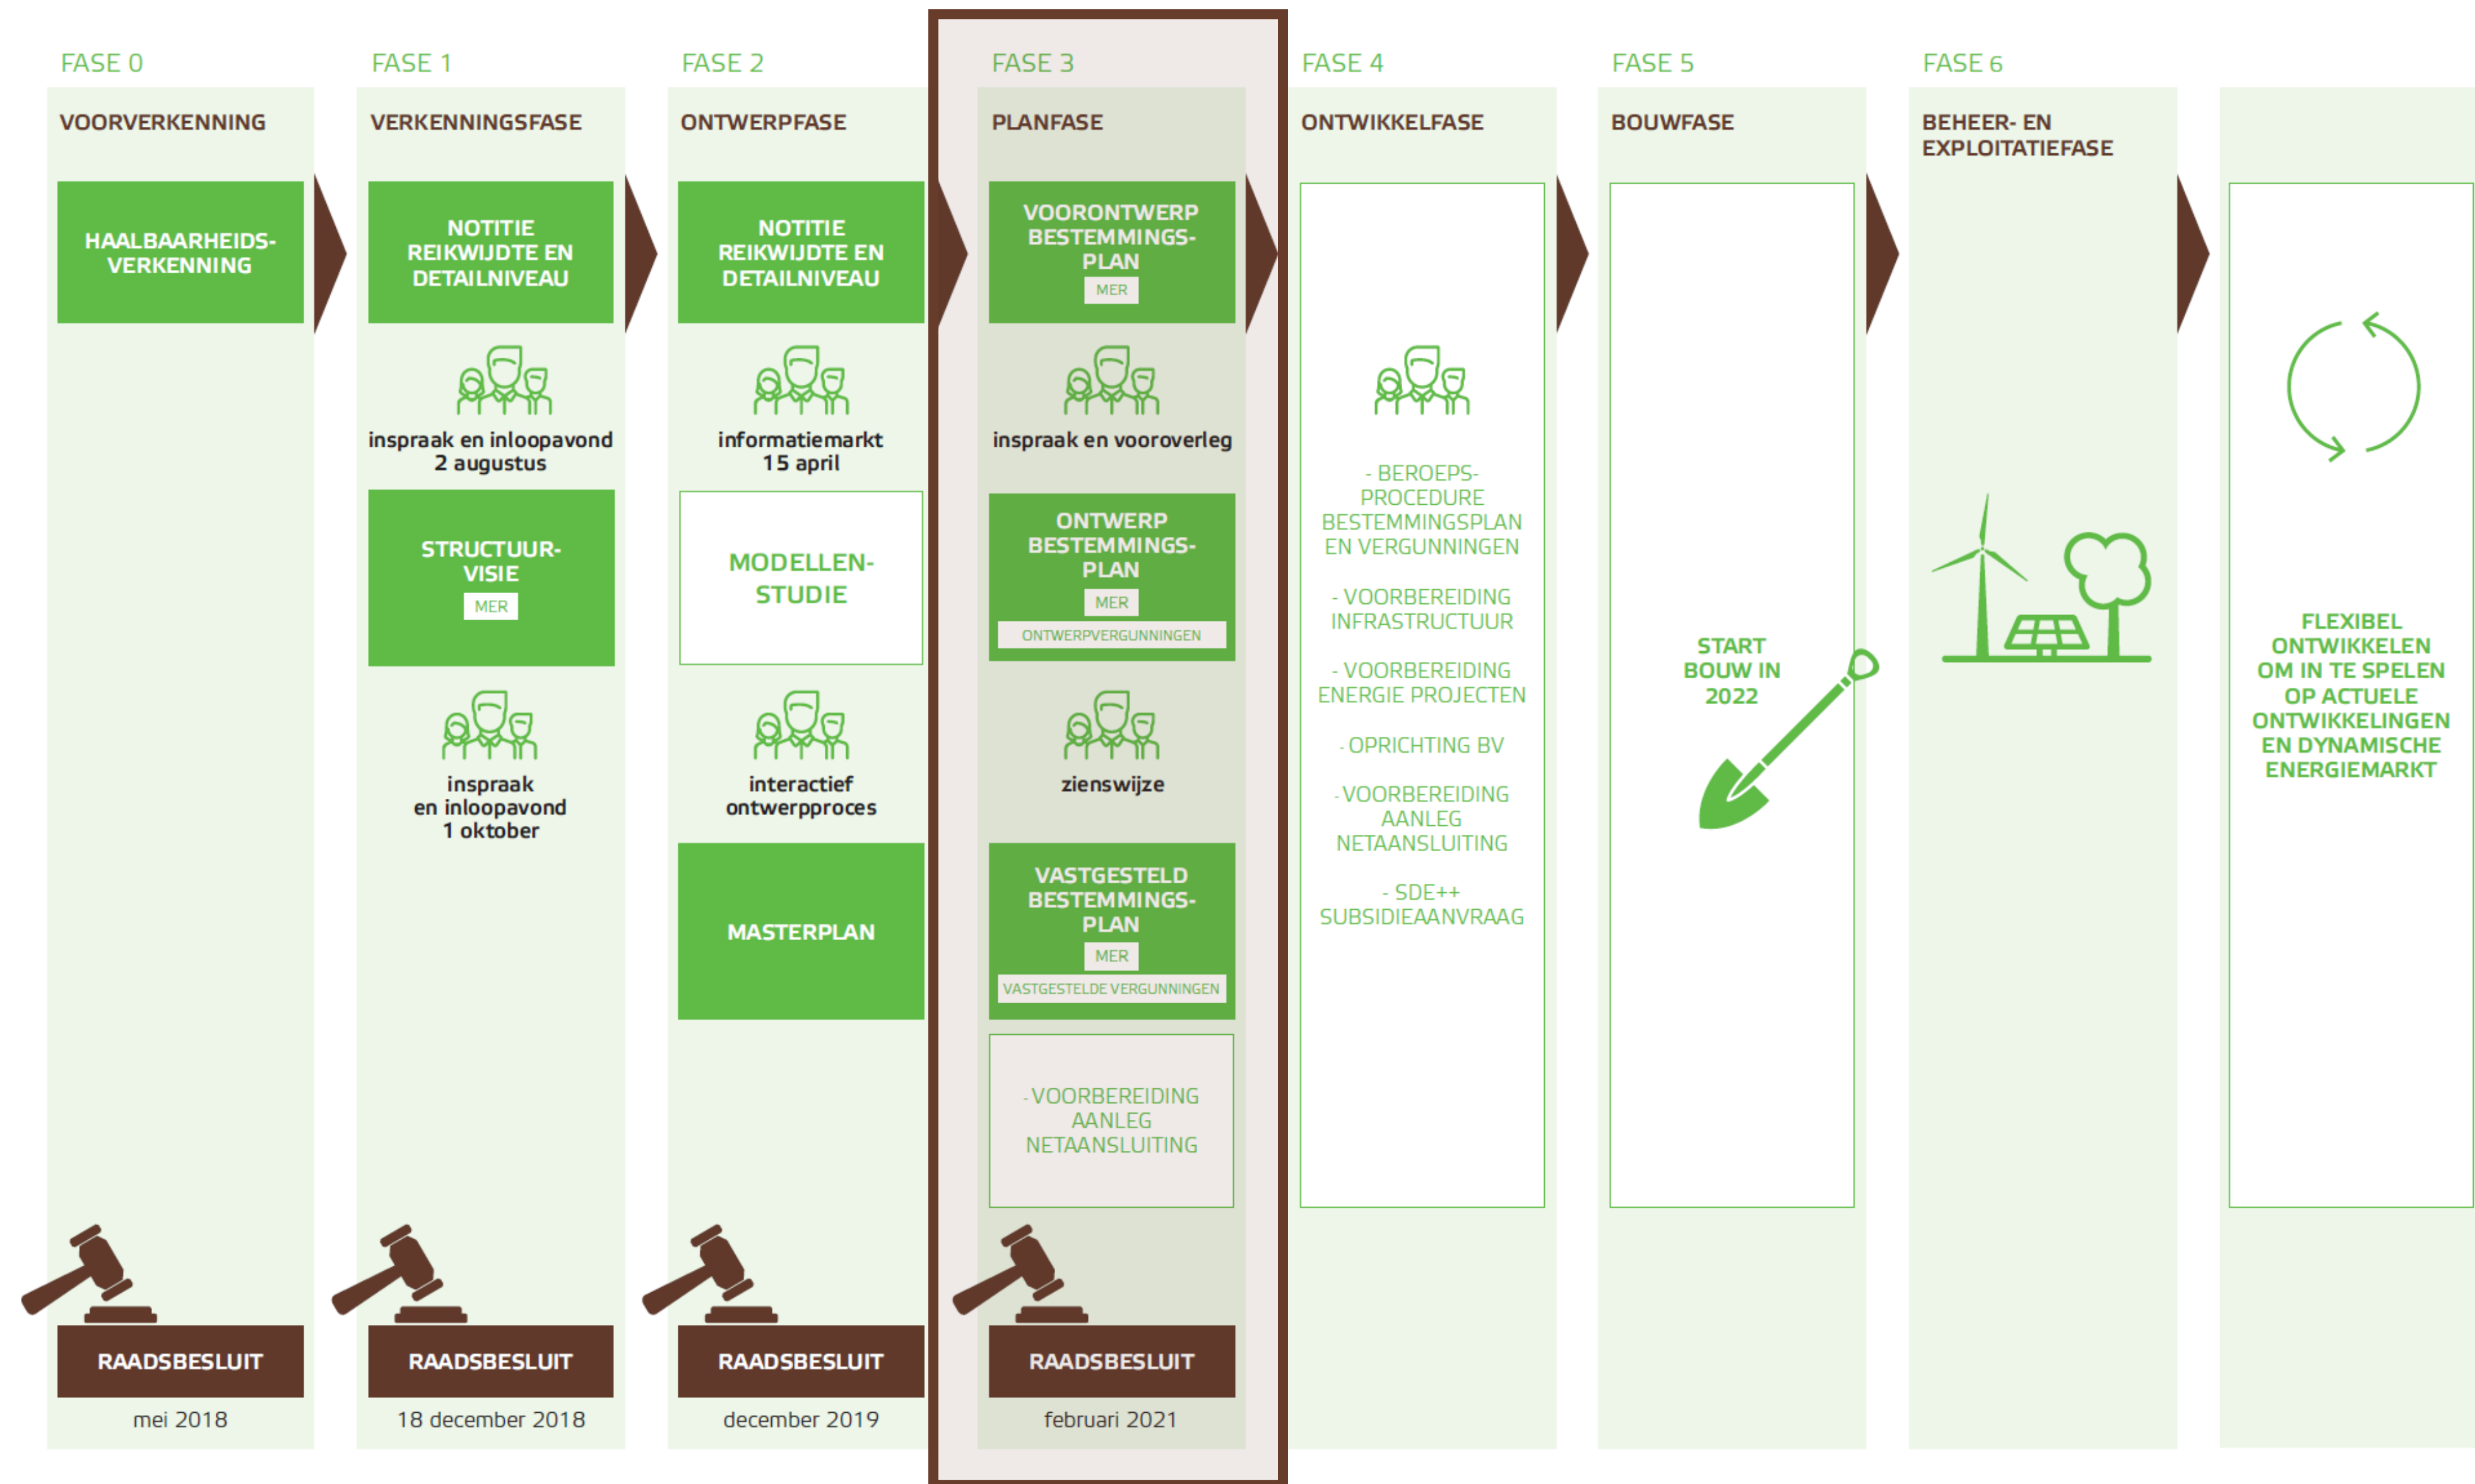 FASE 0
VOORVERKENNING
HAALBAARHEIDS-
VERKENNING
RAADSBESLUIT
mei 2018
FASE 1
VERKENNINGSFASE
NOTITIE
REIKWIJDTE EN
DETAILNIVEAU
inspraak en inloopavond
2 augustus
STRUCTUUR-
VISIE
MER
inspraak
en inloopavond
1 oktober
RAADSBESLUIT
18 december 2018
FASE 2
ONTWERPFASE
NOTITIE
REIKWIJDTE EN
DETAILNIVEAU
informatiemarkt
15 april
MODELLEN-
STUDIE
interactief
ontwerpproces
MASTERPLAN
RAADSBESLUIT
december 2019
FASE 3
PLANFASE
VOORONTWERP
BESTEMMINGS-
PLAN
MER
inspraak en vooroverleg
ONTWERP
BESTEMMINGS-
PLAN
MER
ONTWERPVERGUNNINGEN
zienswijze
VASTGESTELD
BESTEMMINGS-
PLAN
MER
VASTGESTELDE VERGUNNINGEN
- VOORBEREIDING
AANLEG
NETAANSLUITING
RAADSBESLUIT
februari 2021
FASE 4
ONTWIKKELFASE
- BEROEPS-
PROCEDURE
BESTEMMINGSPLAN
EN VERGUNNINGEN
- VOORBEREIDING
INFRASTRUCTUUR
- VOORBEREIDING
ENERGIE PROJECTEN
- OPRICHTING BV
- VOORBEREIDING
AANLEG
NETAANSLUITING
- SDE++
SUBSIDIEAANVRAAG
FASE 5
BOUWFASE
START
BOUW IN
2022
FASE 6
BEHEER- EN
EXPLOITATIEFASE
FLEXIBEL
ONTWIKKELEN
OM IN TE SPELEN
OP ACTUELE
ONTWIKKELINGEN
EN DYNAMISCHE
ENERGIEMARKT